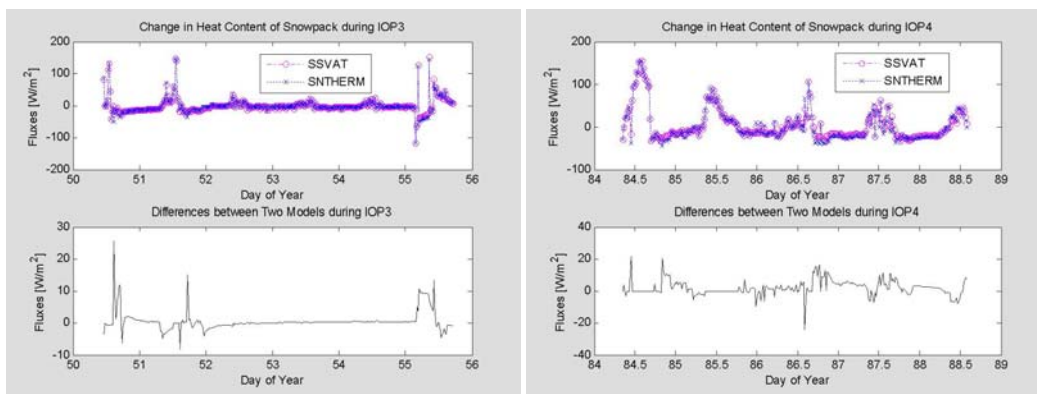 Change in Heat Content of Snowpack during IOP3
200
100
0
-100
-200
Fluxes [W/m²]
SSVAT
SNTHERM
50 51 52 53 54 55 56
Day of Year
Differences between Two Models during IOP3
30
20
10
0
-10
Fluxes [W/m²]
50 51 52 53 54 55 56
Day of Year
Change in Heat Content of Snowpack during IOP4
200
100
0
-100
Fluxes [W/m²]
SSVAT
SNTHERM
84 84.5 85 85.5 86 86.5 87 87.5 88 88.5 89
Day of Year
Differences between Two Models during IOP4
40
20
0
-20
-40
Fluxes [W/m²]
84 84.5 85 85.5 86 86.5 87 87.5 88 88.5 89
Day of Year